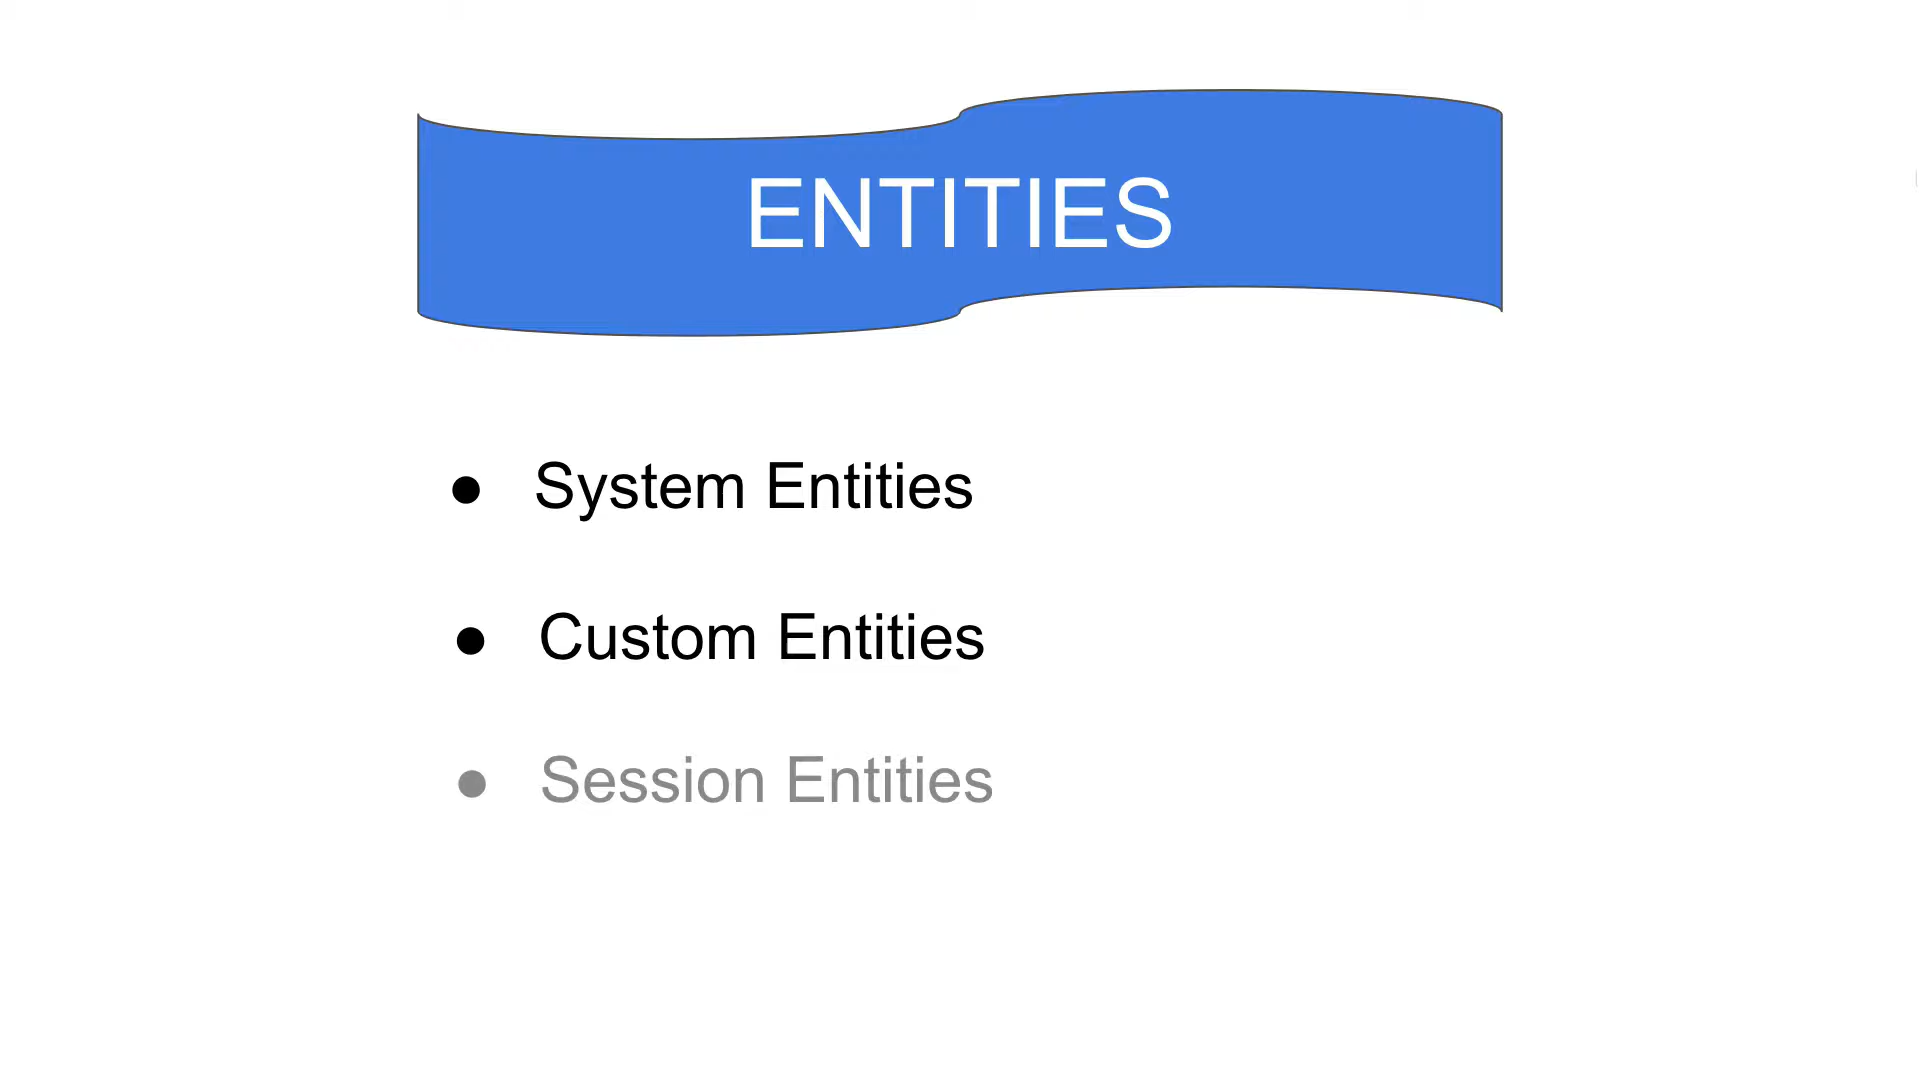 ENTITIES
● System Entities
● Custom Entities
● Session Entities